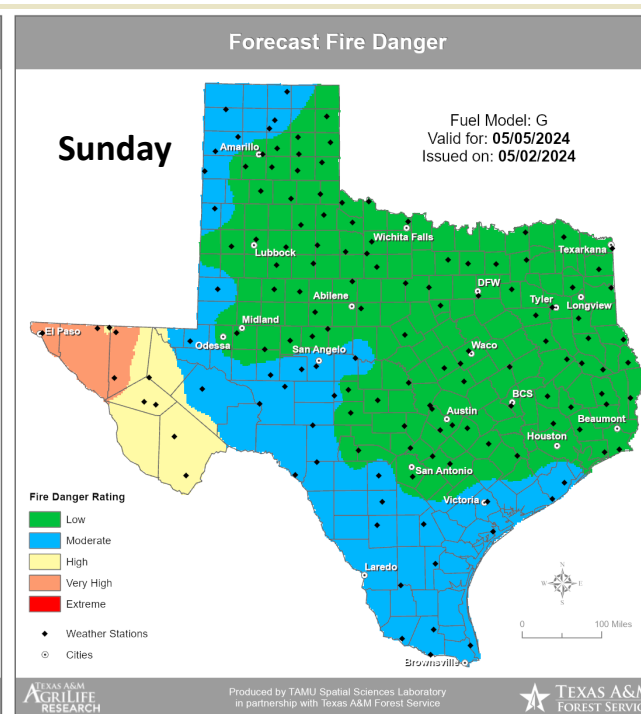 Forecast Fire Danger
Sunday
Fuel Model: G
Valid for: 05/05/2024
Issued on: 05/02/2024
Amarillo
Wichita Falls
Texarkana
Lubbock
DFW
Tyler
Longview
Abilene
Midland
El Paso
Odessa
San Angelo
Waco
BCS
Austin
Beaumont
Houston
San Antonio
Victoria
Laredo
Brownsville
Fire Danger Rating
Low
Moderate
High
Very High
Extreme
Weather Stations
Cities
N
W E
S
0 100 Miles
TEXAS A&M
AGRILIFE
RESEARCH
Produced by TAMU Spatial Sciences Laboratory
in partnership with Texas A&M Forest Service
TEXAS A&M
FOREST SERVIC